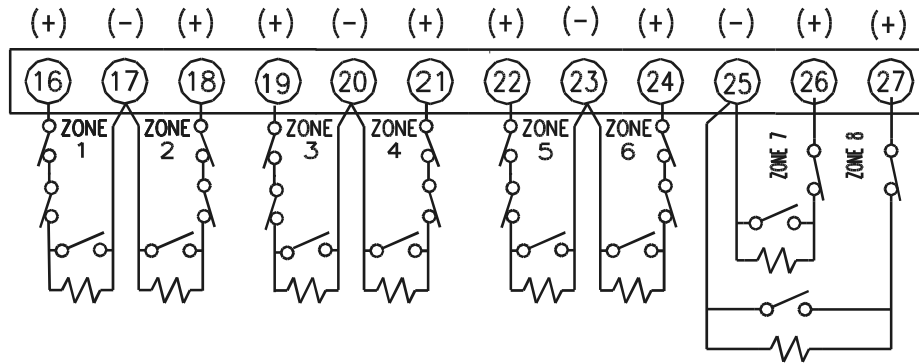 (+) (-) (+) (+) (-) (+) (+) (-) (+) (-) (+) (+)
16 17 18 19 20 21 22 23 24 25 26 27
ZONE 1
ZONE 2
ZONE 3
ZONE 4
ZONE 5
ZONE 6
ZONE 7
ZONE 8